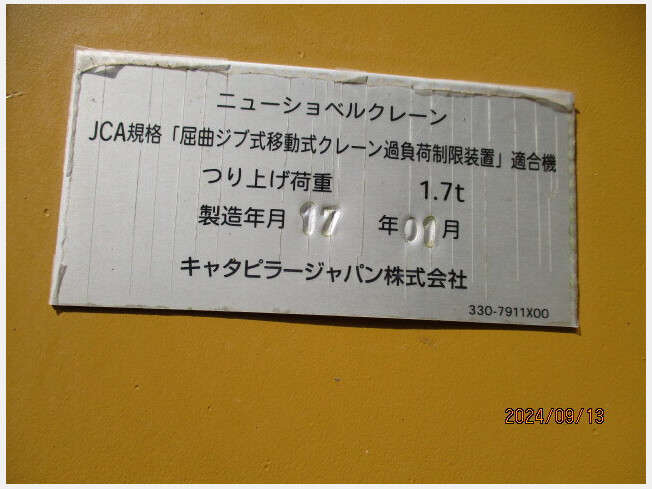 ニューショベルクレーン
JCA規格「屈曲ジブ式移動式クレーン過負荷制限装置」適合機
つり上げ荷重 1.7t
製造年月 17 年 01 月
キャタピラージャパン株式会社
330-7911X00
2024/09/13